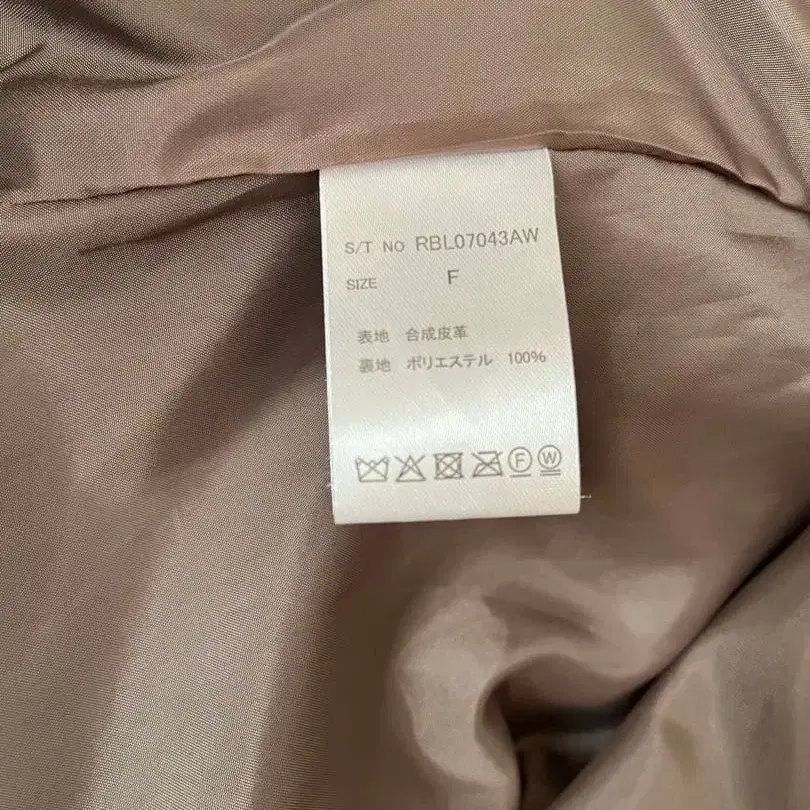 S/T NO RBL07043AW
SIZE F
表地 合成皮革
裏地 ポリエステル 100%
F W